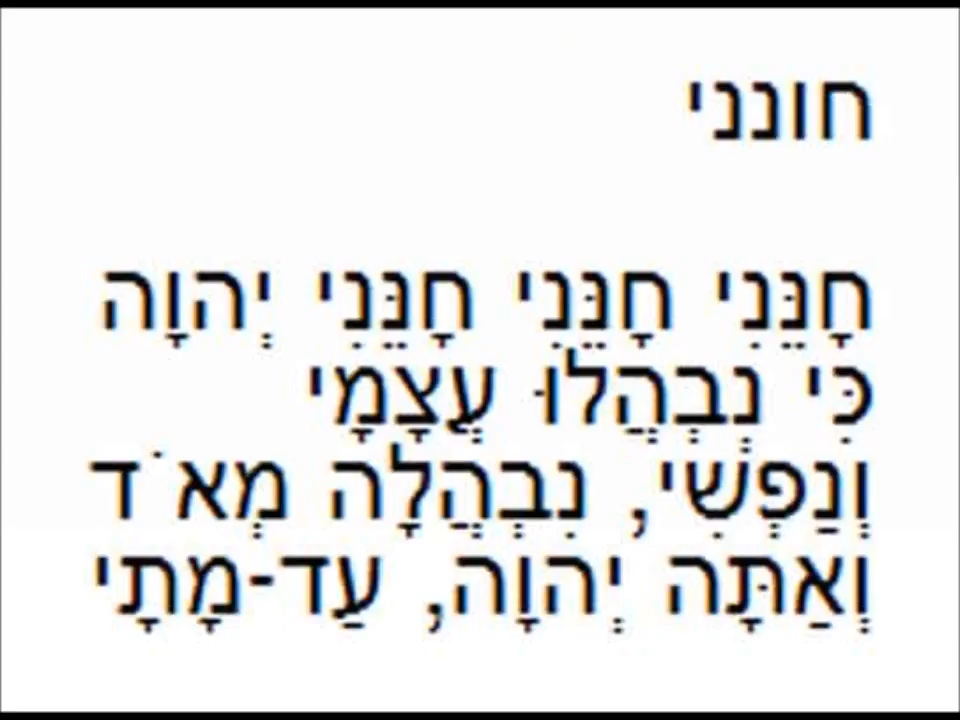 חונני
חָנֵּנִי חָנֵּנִי חָנֵּנִי יְהוָה
כִּי נִבְהֲלוּ עֲצָמָי
וְנַפְשִׁי, נִבְהֲלָה מְאֹד
וְאַתָּה יְהוָה, עַד-מָתָי